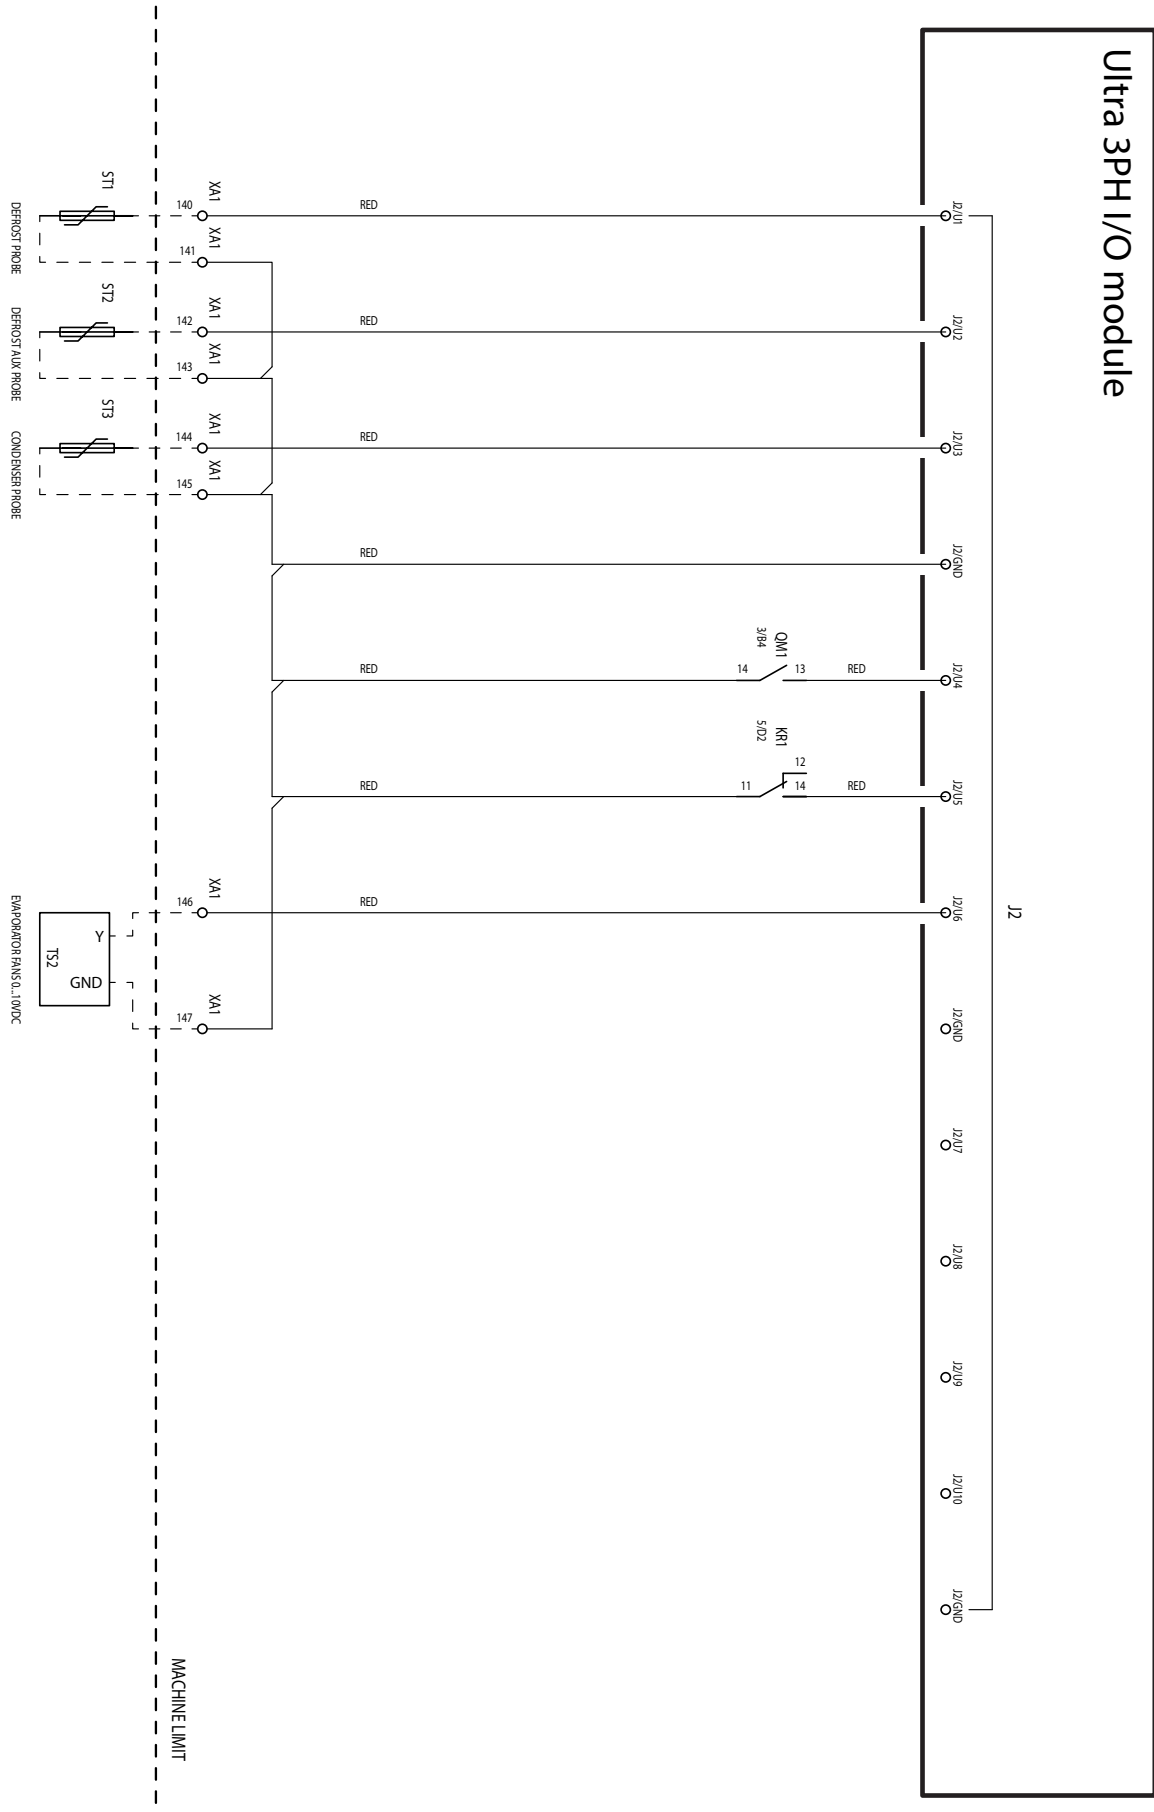 Ultra 3PH I/O module
J2
J2/U1
J2/U2
J2/U3
J2/GND
J2/U4
J2/U5
J2/U6
J2/GND
J2/U7
J2/U8
J2/U9
J2/U10
J2/GND
RED
RED
RED
RED
RED
RED
RED
RED
RED
QM1
3/B4
14
13
KR1
5/D2
12
11
14
XA1
140
XA1
141
XA1
142
XA1
143
XA1
144
XA1
145
XA1
146
XA1
147
MACHINE LIMIT
ST1
DEFROST PROBE
ST2
DEFROST AUX PROBE
ST3
CONDENSER PROBE
Y
TS2
GND
EVAPORATOR FANS 0...10VDC